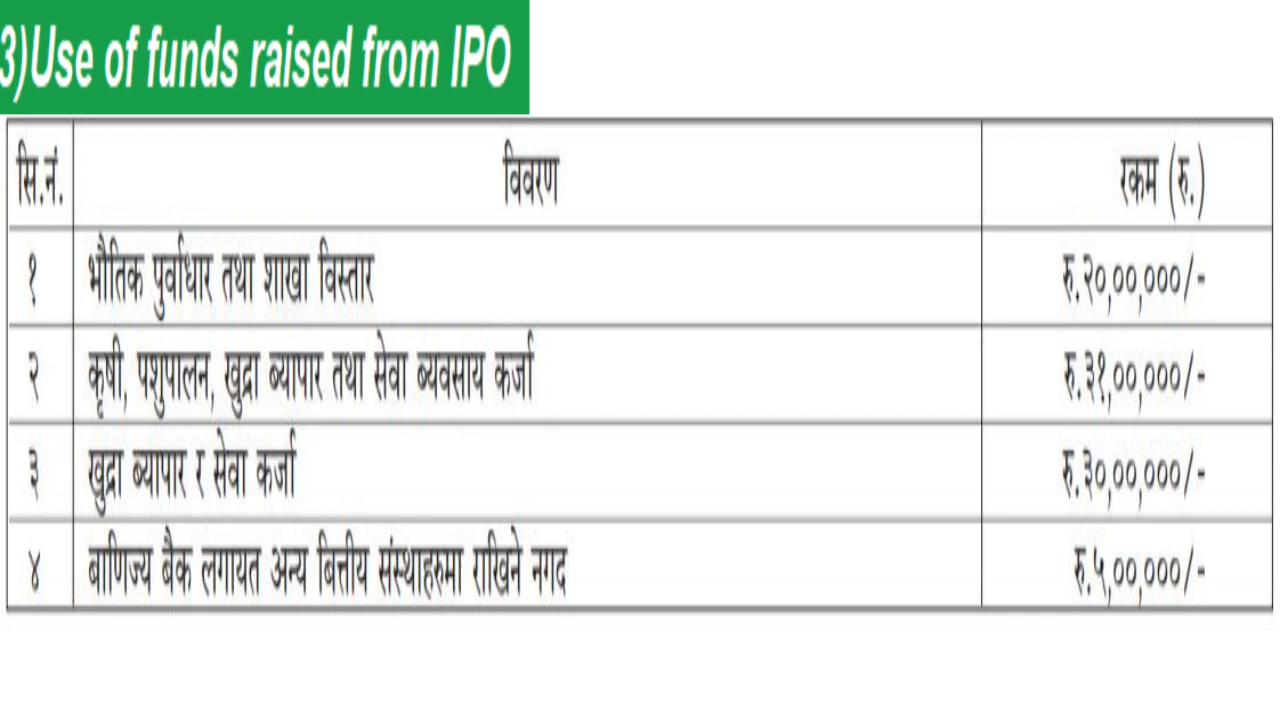 3)Use of funds raised from IPO
सि.नं. विवरण रकम (रु.)
१ भौतिक पुर्वाधार तथा शाखा विस्तार रु.२०,००,०००/-
२ कृषी, पशुपालन, खुद्रा ब्यापार तथा सेवा ब्यवसाय कर्जा रु.३१,००,०००/-
३ खुद्रा ब्यापार र सेवा कर्जा रु.३०,००,०००/-
४ बाणिज्य बैक लगायत अन्य बित्तीय संस्थाहरुमा राखिने नगद रु.५,००,०००/-